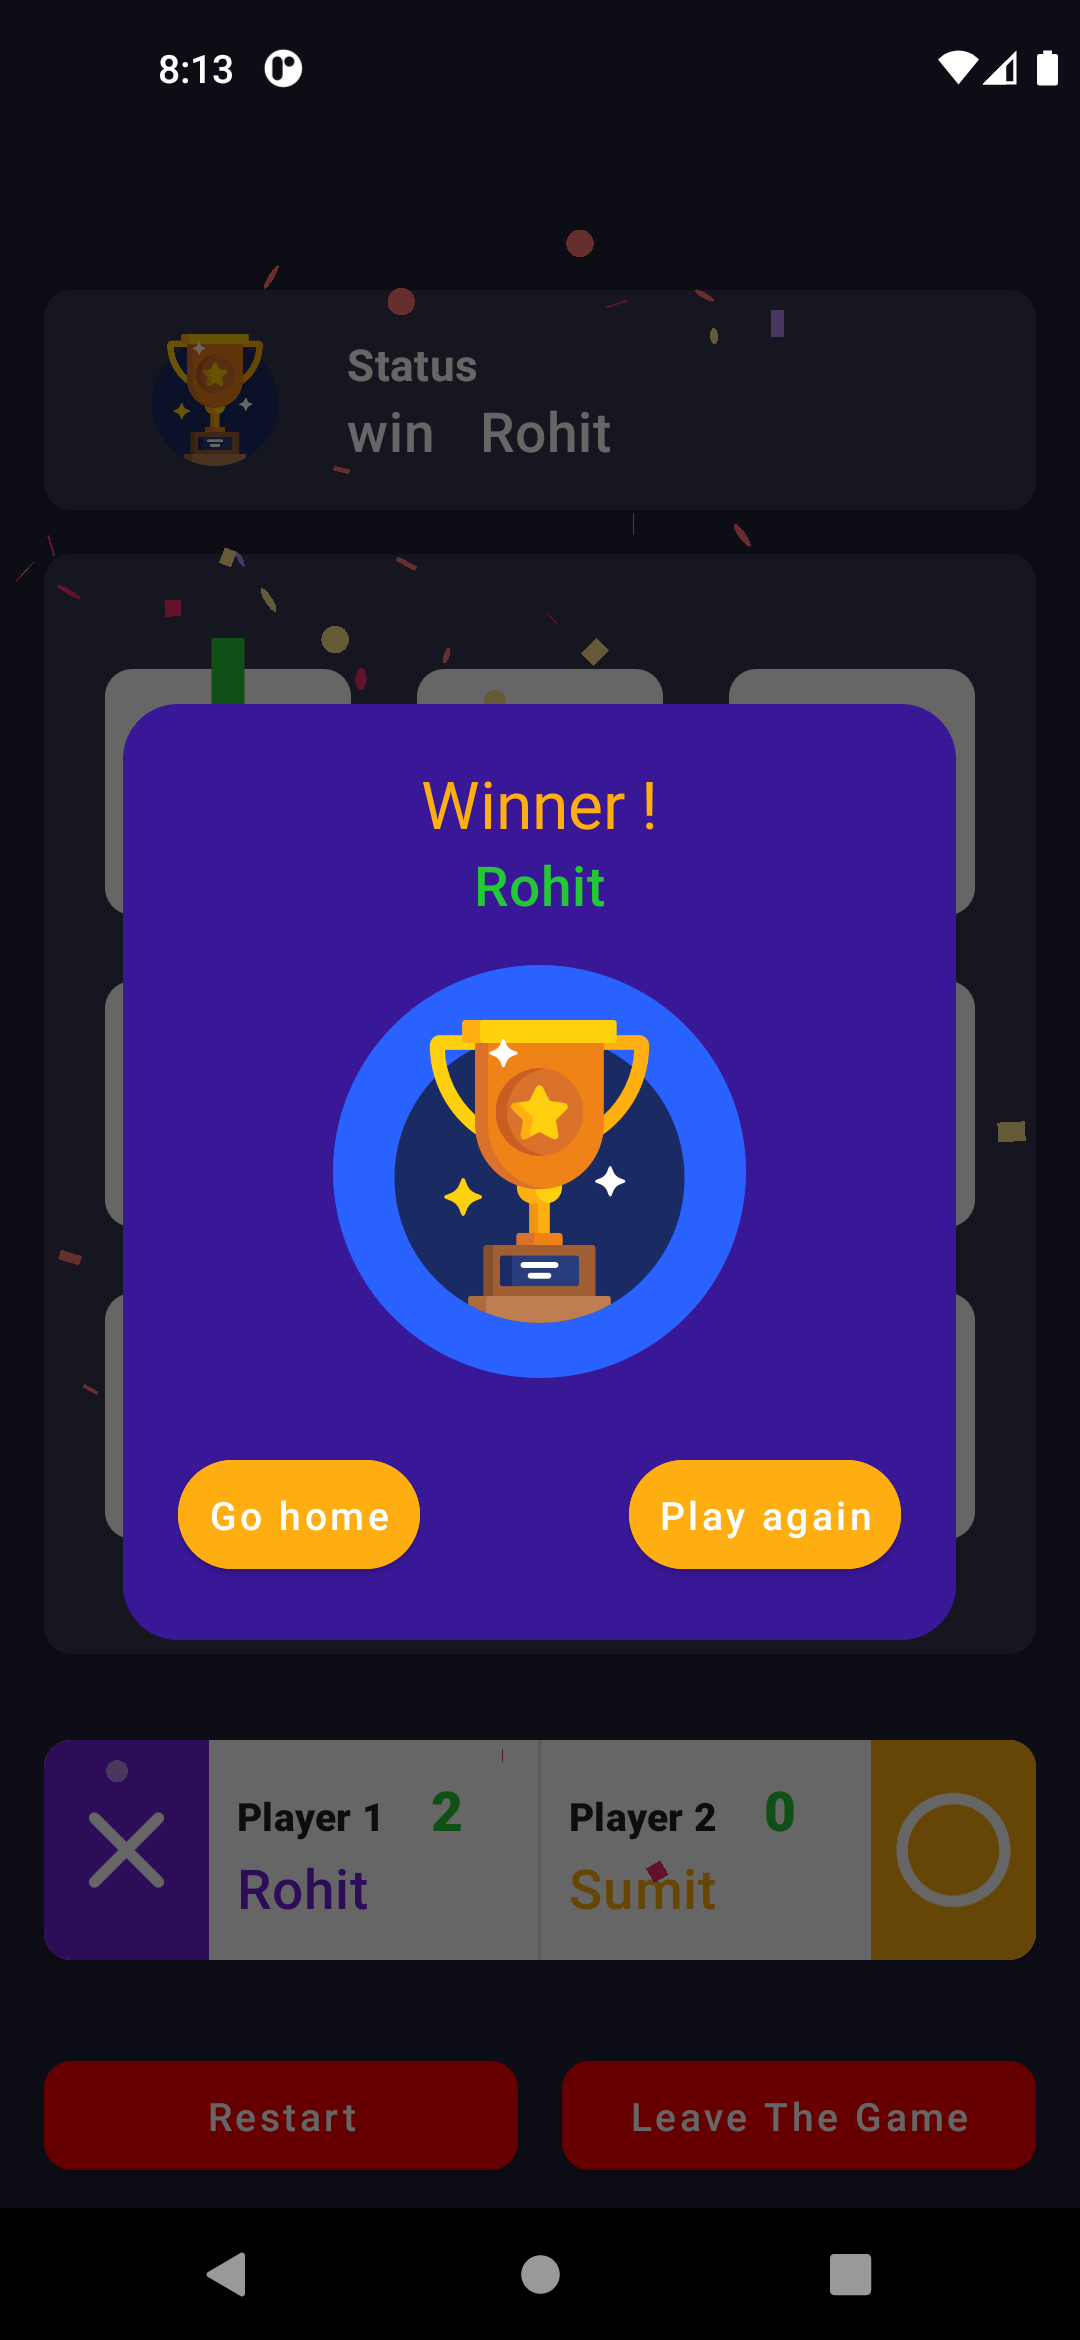 8:13
Status
win Rohit
Winner !
Rohit
Go home
Play again
Player 1 2
Rohit
Player 2 0
Sumit
Restart
Leave The Game